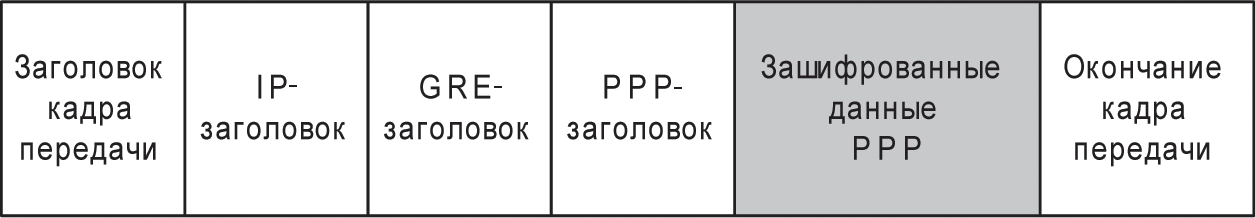 Заголовок
кадра
передачи
IP-
заголовок
GRE-
заголовок
PPP-
заголовок
Зашифрованные
данные
PPP
Окончание
кадра
передачи